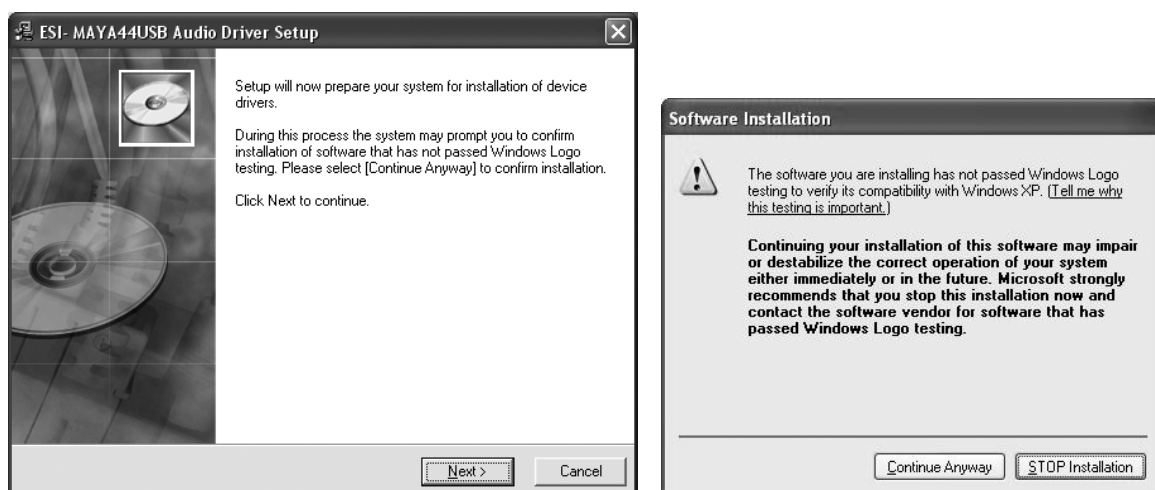 ESI- MAYA44USB Audio Driver Setup
Setup will now prepare your system for installation of device
drivers.
During this process the system may prompt you to confirm
installation of software that has not passed Windows Logo
testing. Please select [Continue Anyway] to confirm installation.
Click Next to continue.
Next >
Cancel
Software Installation
The software you are installing has not passed Windows Logo
testing to verify its compatibility with Windows XP. (Tell me why
this testing is important.)
Continuing your installation of this software may impair
or destabilize the correct operation of your system
either immediately or in the future. Microsoft strongly
recommends that you stop this installation now and
contact the software vendor for software that has
passed Windows Logo testing.
Continue Anyway
STOP Installation